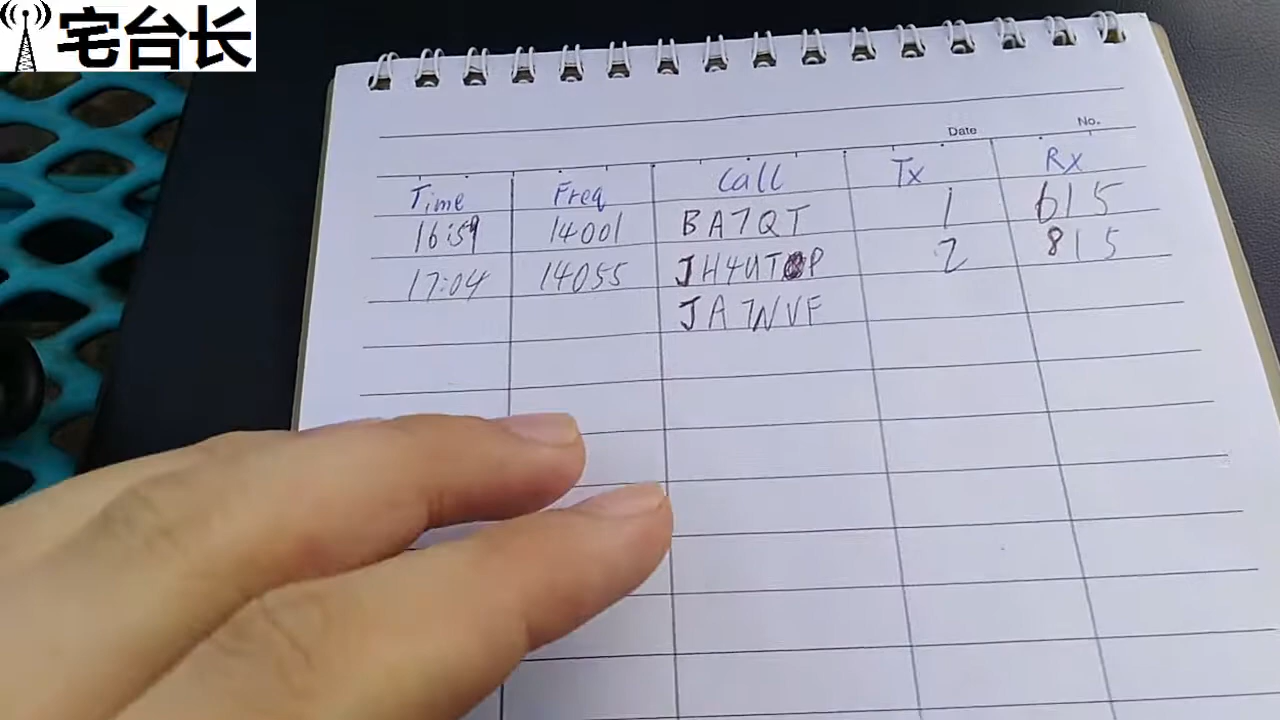 宅台长
Date No.
Time Freq Call Tx Rx
16:59 14001 BA7QT 1 615
17:04 14055 JH4UTP 2 815
JA7NVF